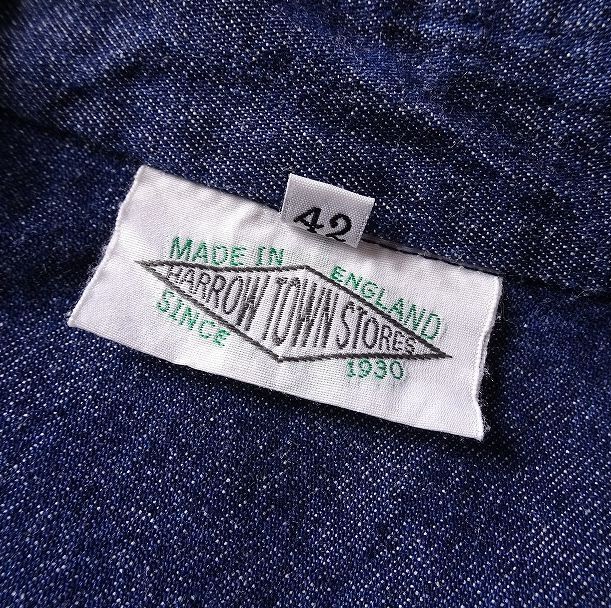 42
MADE IN ENGLAND
HARROW TOWN STORES
SINCE 1930